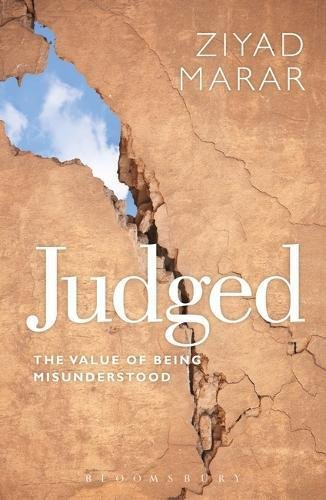 ZIYAD
MARAR
Judged
THE VALUE OF BEING
MISUNDERSTOOD
BLOOMSBURY